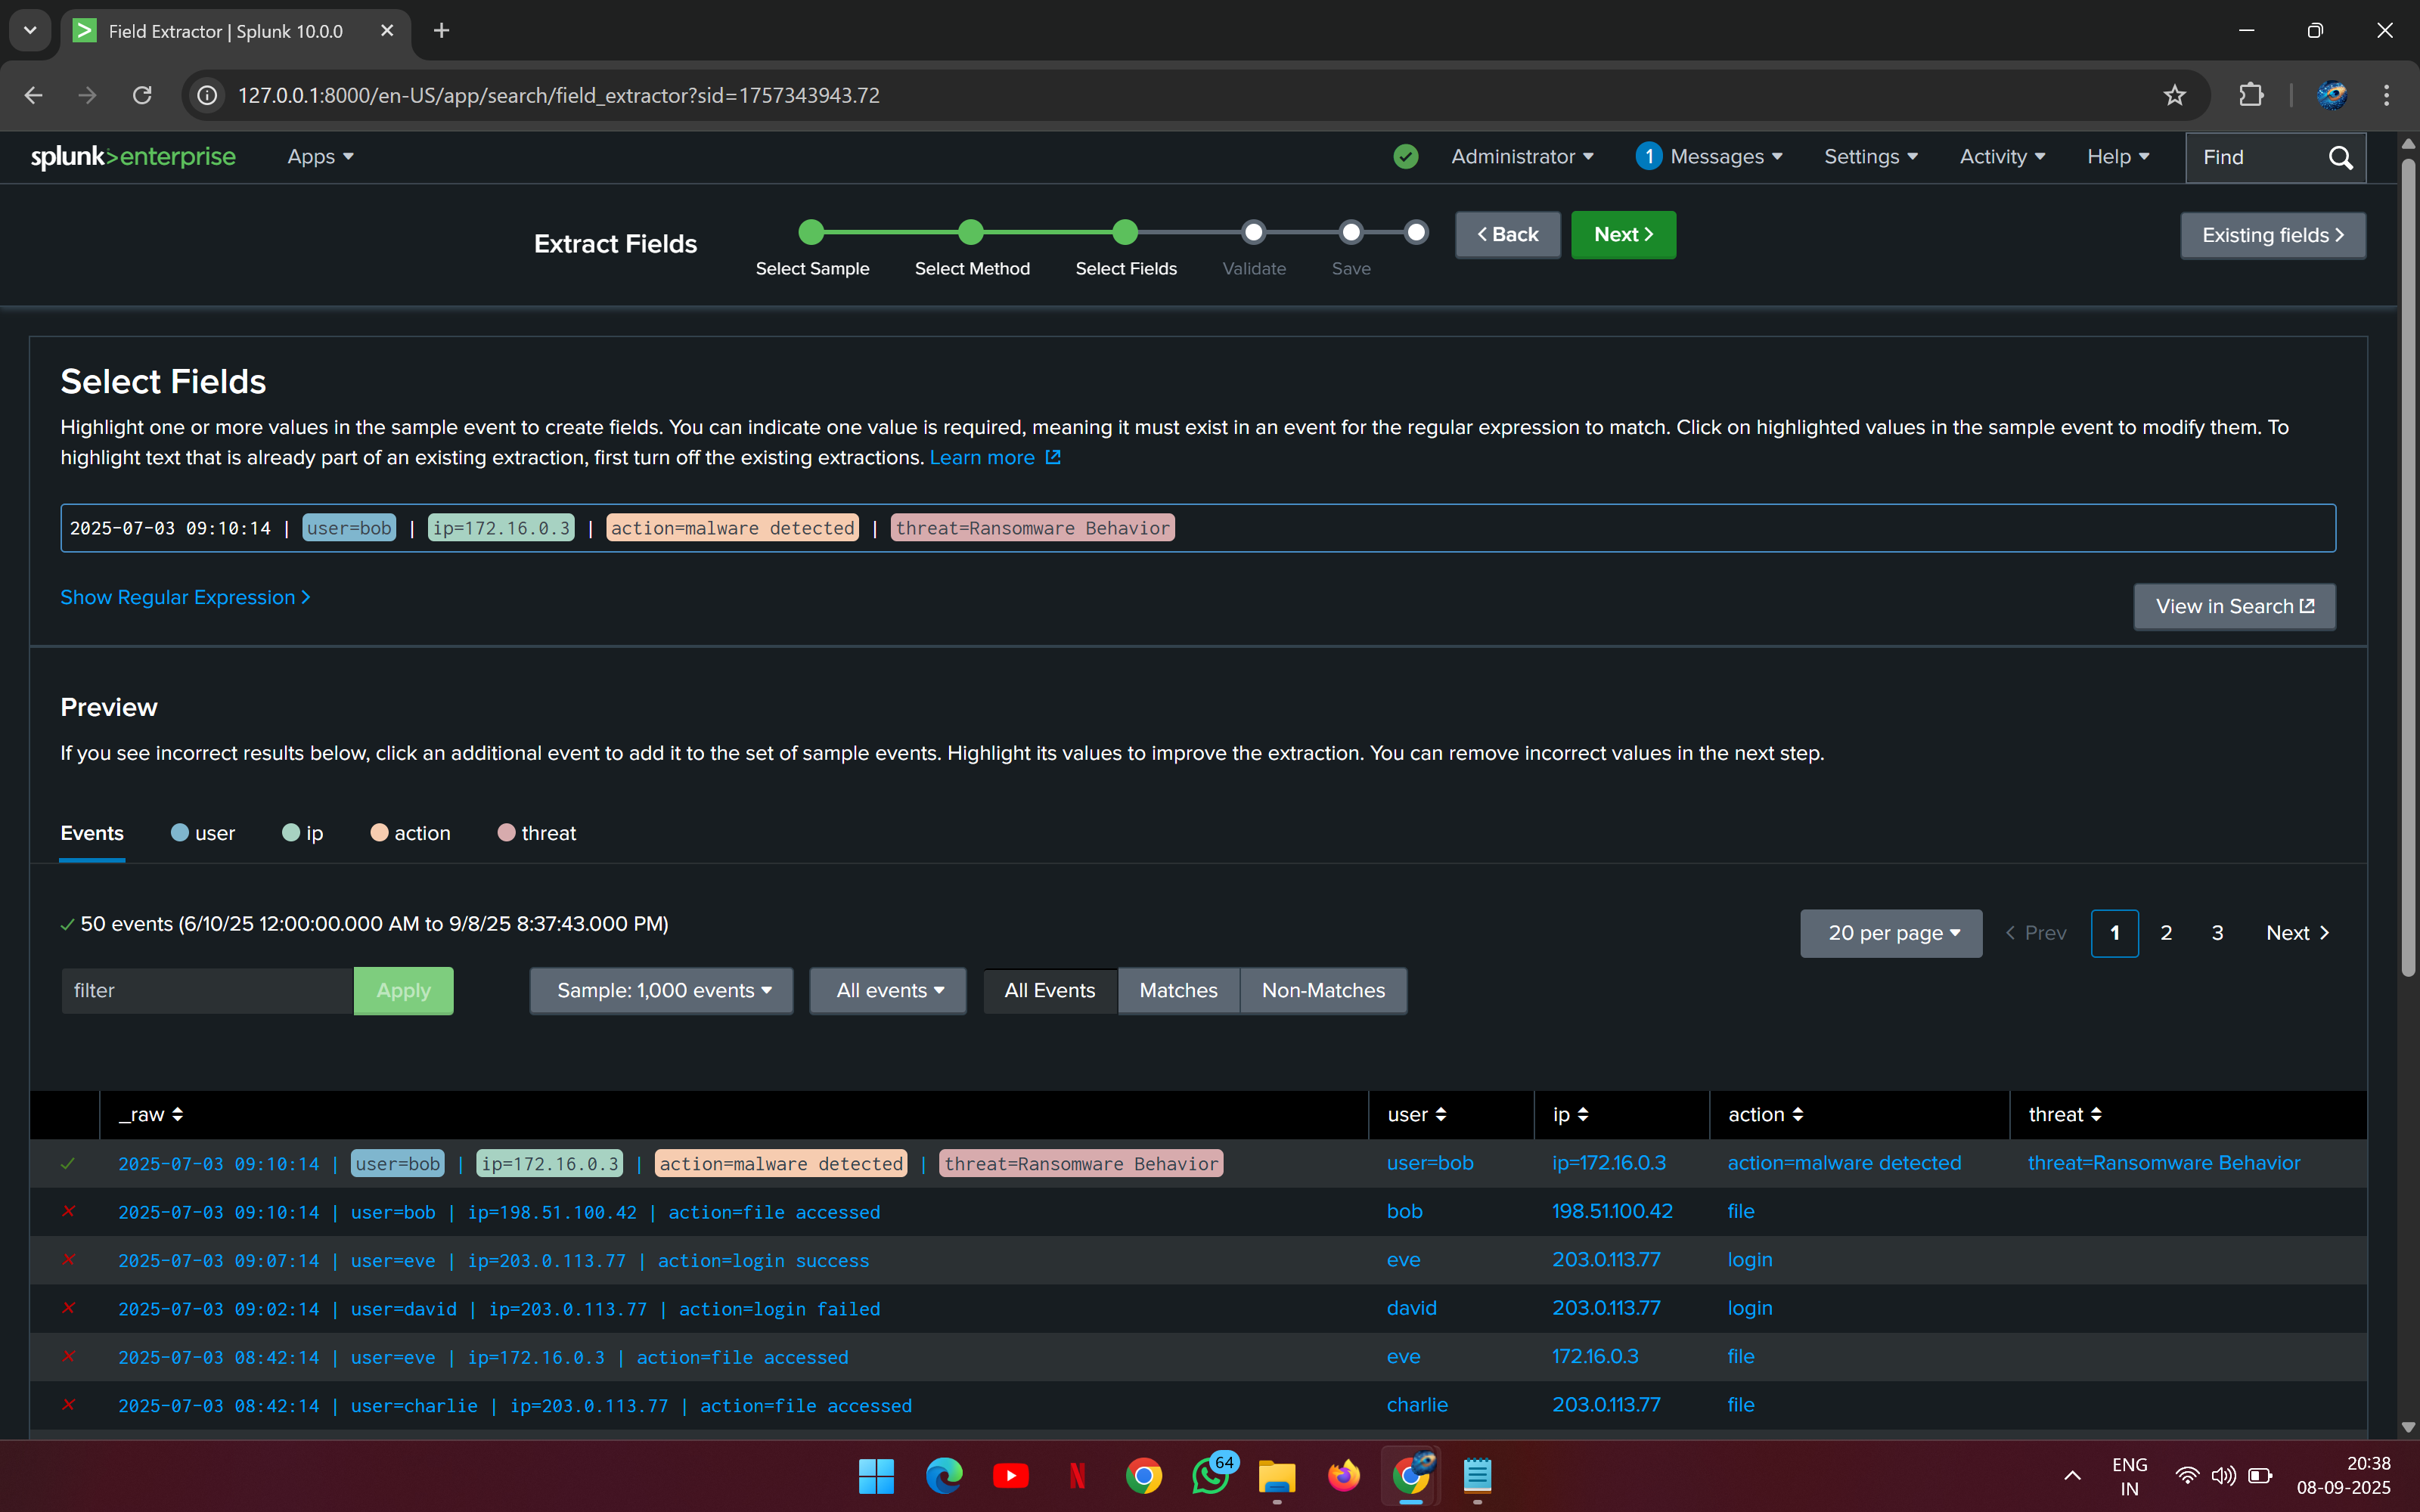 Field Extractor | Splunk 10.0.0
127.0.0.1:8000/en-US/app/search/field_extractor?sid=1757343943.72
splunk>enterprise Apps Administrator 1 Messages Settings Activity Help Find
Extract Fields
Select Sample Select Method Select Fields Validate Save
< Back Next > Existing fields >
Select Fields
Highlight one or more values in the sample event to create fields. You can indicate one value is required, meaning it must exist in an event for the regular expression to match. Click on highlighted values in the sample event to modify them. To
highlight text that is already part of an existing extraction, first turn off the existing extractions. Learn more
2025-07-03 09:10:14 | user=bob | ip=172.16.0.3 | action=malware detected | threat=Ransomware Behavior
Show Regular Expression >
View in Search
Preview
If you see incorrect results below, click an additional event to add it to the set of sample events. Highlight its values to improve the extraction. You can remove incorrect values in the next step.
Events user ip action threat
50 events (6/10/25 12:00:00.000 AM to 9/8/25 8:37:43.000 PM)
20 per page < Prev 1 2 3 Next >
filter Apply Sample: 1,000 events All events All Events Matches Non-Matches
_raw user ip action threat
2025-07-03 09:10:14 | user=bob | ip=172.16.0.3 | action=malware detected | threat=Ransomware Behavior user=bob ip=172.16.0.3 action=malware detected threat=Ransomware Behavior
2025-07-03 09:10:14 | user=bob | ip=198.51.100.42 | action=file accessed bob 198.51.100.42 file
2025-07-03 09:07:14 | user=eve | ip=203.0.113.77 | action=login success eve 203.0.113.77 login
2025-07-03 09:02:14 | user=david | ip=203.0.113.77 | action=login failed david 203.0.113.77 login
2025-07-03 08:42:14 | user=eve | ip=172.16.0.3 | action=file accessed eve 172.16.0.3 file
2025-07-03 08:42:14 | user=charlie | ip=203.0.113.77 | action=file accessed charlie 203.0.113.77 file
64
ENG
IN
20:38
08-09-2025